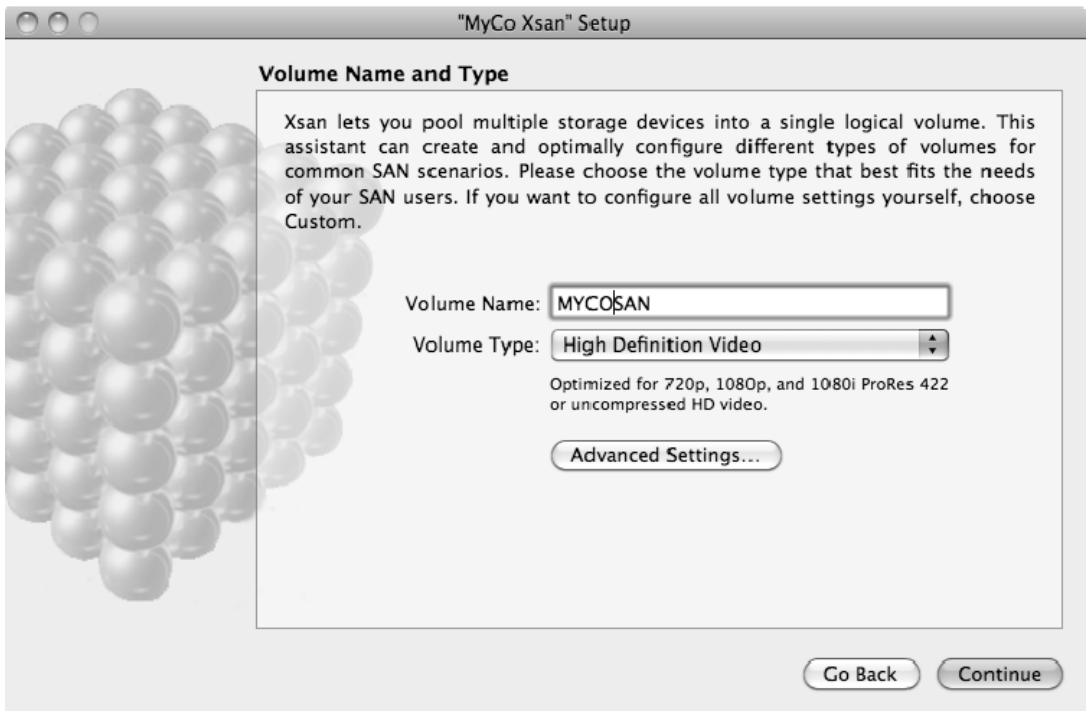 "MyCo Xsan" Setup
Volume Name and Type
Xsan lets you pool multiple storage devices into a single logical volume. This
assistant can create and optimally configure different types of volumes for
common SAN scenarios. Please choose the volume type that best fits the needs
of your SAN users. If you want to configure all volume settings yourself, choose
Custom.
Volume Name: MYCOSAN
Volume Type: High Definition Video
Optimized for 720p, 1080p, and 1080i ProRes 422
or uncompressed HD video.
Advanced Settings...
Go Back Continue